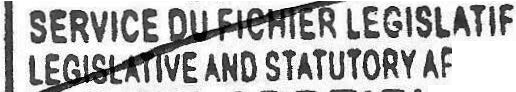 SERVICE DU FICHIER LEGISLATIF
LEGISLATIVE AND STATUTORY AF